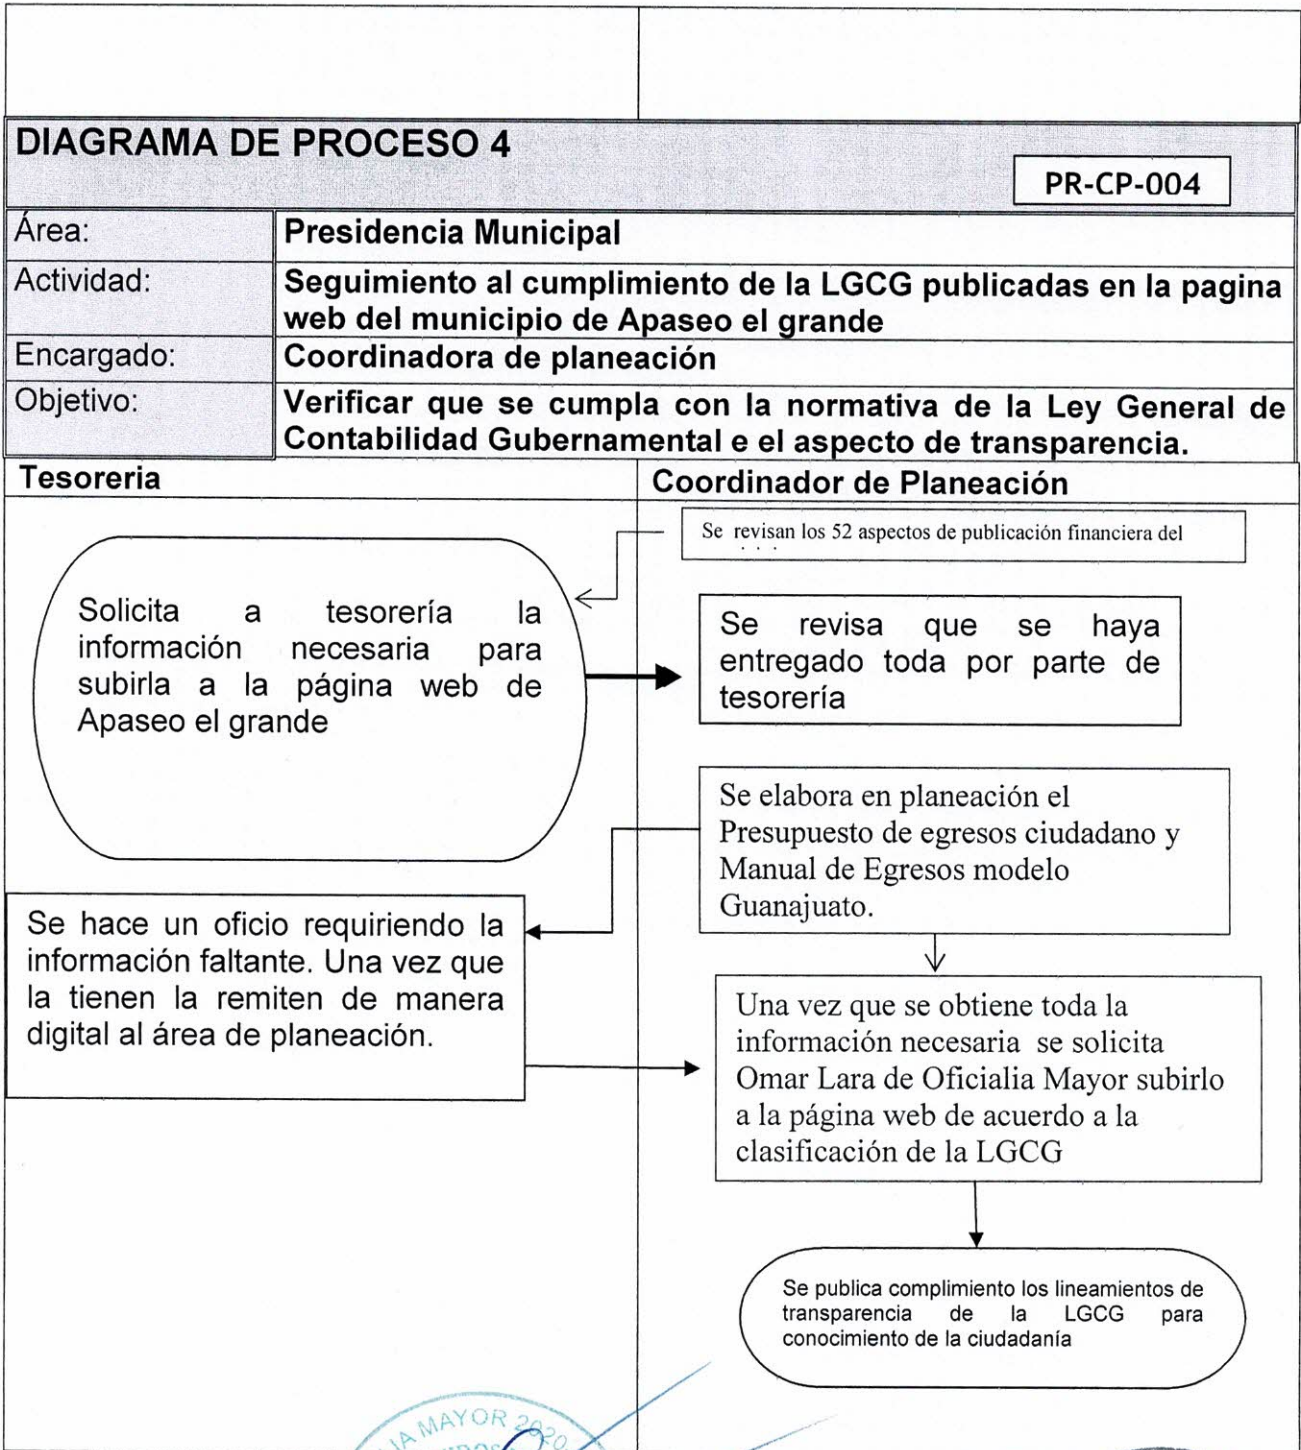 DIAGRAMA DE PROCESO 4
PR-CP-004
Área:
Presidencia Municipal
Actividad:
Seguimiento al cumplimiento de la LGCG publicadas en la pagina
web del municipio de Apaseo el grande
Encargado:
Coordinadora de planeación
Objetivo:
Verificar que se cumpla con la normativa de la Ley General de
Contabilidad Gubernamental e el aspecto de transparencia.
Tesoreria
Coordinador de Planeación
Se revisan los 52 aspectos de publicación financiera del
Solicita a tesorería la
información necesaria para
subirla a la página web de
Apaseo el grande
Se revisa que se haya
entregado toda por parte de
tesorería
Se elabora en planeación el
Presupuesto de egresos ciudadano y
Manual de Egresos modelo
Guanajuato.
Se hace un oficio requiriendo la
información faltante. Una vez que
la tienen la remiten de manera
digital al área de planeación.
Una vez que se obtiene toda la
información necesaria se solicita
Omar Lara de Oficialia Mayor subirlo
a la página web de acuerdo a la
clasificación de la LGCG
Se publica complimiento los lineamientos de
transparencia de la LGCG para
conocimiento de la ciudadanía
MAYOR